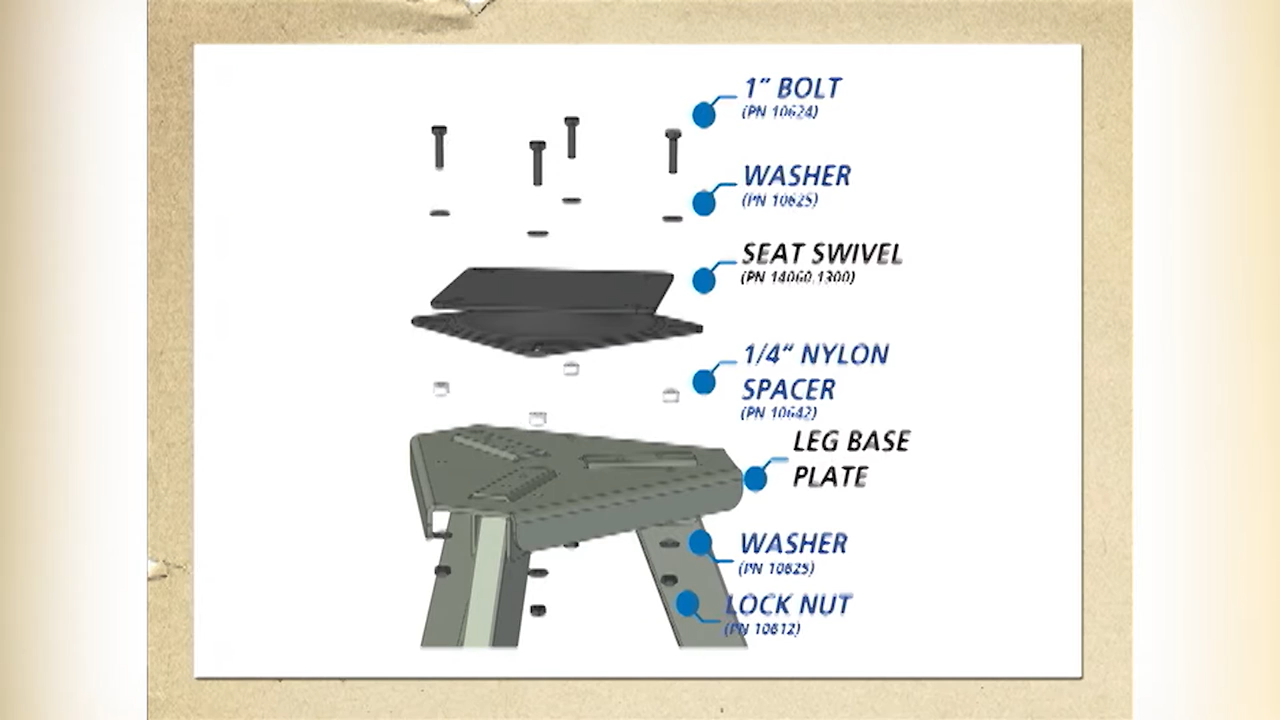 1" BOLT
(PN 10624)
WASHER
(PN 10625)
SEAT SWIVEL
(PN 14060.1300)
1/4" NYLON
SPACER
(PN 10642)
LEG BASE
PLATE
WASHER
(PN 10625)
LOCK NUT
(PN 10612)